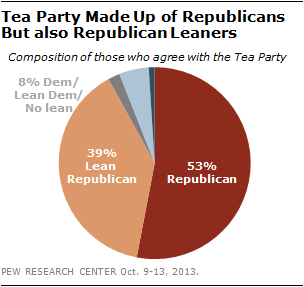 Tea Party Made Up of Republicans
But also Republican Leaners
Composition of those who agree with the Tea Party
8% Dem/
Lean Dem/
No lean
39%
Lean
Republican
53%
Republican
PEW RESEARCH CENTER Oct. 9-13, 2013.